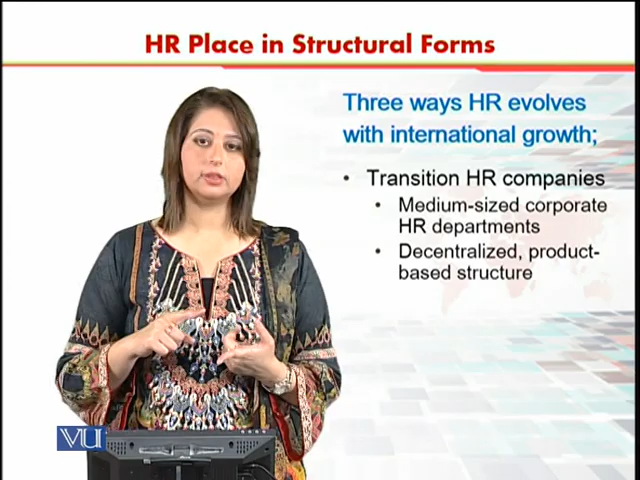 HR Place in Structural Forms
Three ways HR evolves
with international growth;
• Transition HR companies
• Medium-sized corporate
HR departments
• Decentralized, product-
based structure
VU